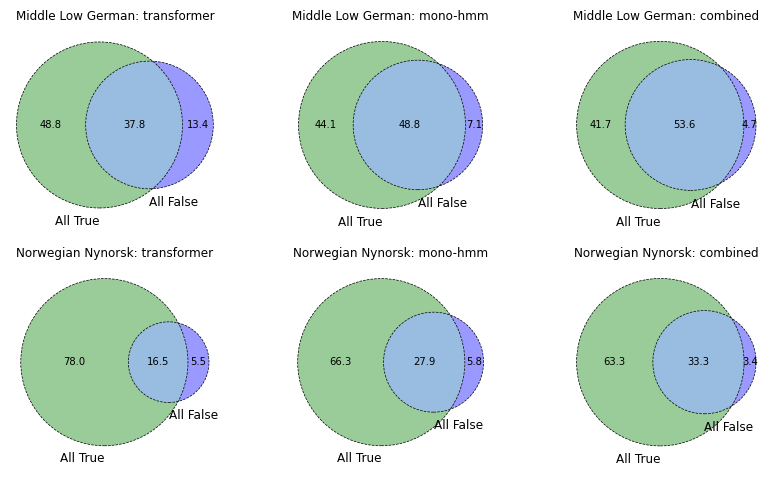 Middle Low German: transformer
Middle Low German: mono-hmm
Middle Low German: combined
48.8
37.8
13.4
44.1
48.8
7.1
41.7
53.6
4.7
All False
All False
All False
All True
All True
All True
Norwegian Nynorsk: transformer
Norwegian Nynorsk: mono-hmm
Norwegian Nynorsk: combined
78.0
16.5
5.5
66.3
27.9
5.8
63.3
33.3
3.4
All False
All False
All False
All True
All True
All True